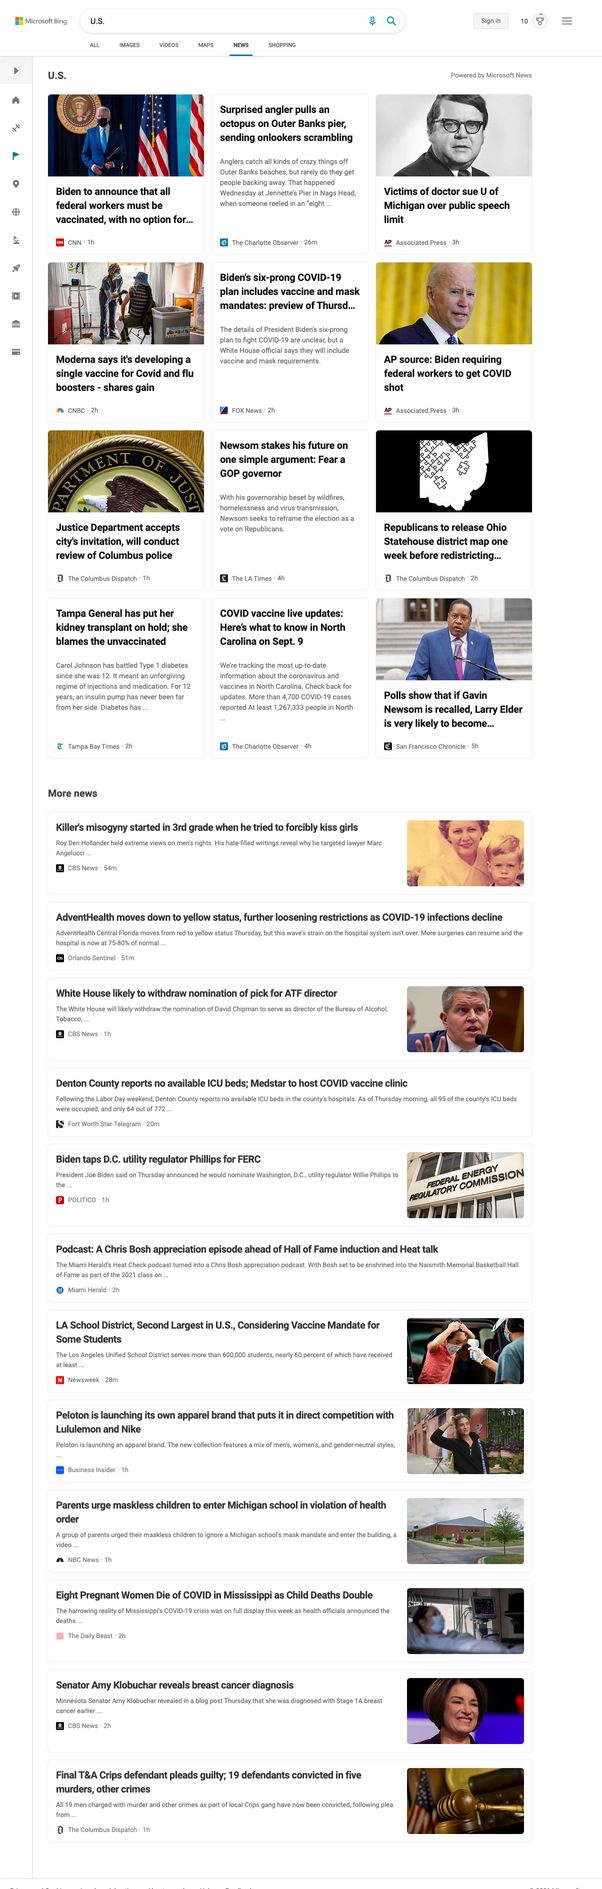 Microsoft Bing
U.S.
Sign in
10
ALL
IMAGES
VIDEOS
MAPS
NEWS
SHOPPING
U.S.
Powered by Microsoft News
Biden to announce that all
federal workers must be
vaccinated, with no option for...
CNN · 1h
Surprised angler pulls an
octopus on Outer Banks pier,
sending onlookers scrambling
Anglers catch all kinds of crazy things off
Outer Banks beaches, but rarely do they get
people backing away. That happened
Wednesday at Jennette's Pier in Nags Head,
when someone reeled in an "eight ...
The Charlotte Observer · 26m
Victims of doctor sue U of
Michigan over public speech
limit
AP
Associated Press · 3h
Moderna says it's developing a
single vaccine for Covid and flu
boosters - shares gain
CNBC · 2h
Biden's six-prong COVID-19
plan includes vaccine and mask
mandates: preview of Thursd...
The details of President Biden's six-prong
plan to fight COVID-19 are unclear, but a
White House official says they will include
vaccine and mask requirements.
FOX News · 2h
AP source: Biden requiring
federal workers to get COVID
shot
AP
Associated Press · 3h
PARTMENT OF JUST
Justice Department accepts
city's invitation, will conduct
review of Columbus police
The Columbus Dispatch · 1h
Newsom stakes his future on
one simple argument: Fear a
GOP governor
With his governorship beset by wildfires,
homelessness and virus transmission,
Newsom seeks to reframe the election as a
vote on Republicans.
The LA Times · 4h
Republicans to release Ohio
Statehouse district map one
week before redistricting...
The Columbus Dispatch · 2h
Tampa General has put her
kidney transplant on hold; she
blames the unvaccinated
Carol Johnson has battled Type 1 diabetes
since she was 12. It meant an unforgiving
regime of injections and medication. For 12
years, an insulin pump has never been far
from her side. Diabetes has ...
Tampa Bay Times · 2h
COVID vaccine live updates:
Here's what to know in North
Carolina on Sept. 9
We're tracking the most up-to-date
information about the coronavirus and
vaccines in North Carolina. Check back for
updates. More than 4,700 COVID-19 cases
reported At least 1,267,333 people in North
...
The Charlotte Observer · 4h
Polls show that if Gavin
Newsom is recalled, Larry Elder
is very likely to become...
San Francisco Chronicle · 5h
More news
Killer's misogyny started in 3rd grade when he tried to forcibly kiss girls
Roy Den Hollander held extreme views on men's rights. His hate-filled writings reveal why he targeted lawyer Marc
Angelucci ...
CBS News · 54m
AdventHealth moves down to yellow status, further loosening restrictions as COVID-19 infections decline
AdventHealth Central Florida moves from red to yellow status Thursday, but this wave's strain on the hospital system isn't over. More surgeries can resume and the
hospital is now at 75-80% of normal ...
Orlando Sentinel · 51m
White House likely to withdraw nomination of pick for ATF director
The White House will likely withdraw the nomination of David Chipman to serve as director of the Bureau of Alcohol,
Tobacco, ...
CBS News · 1h
Denton County reports no available ICU beds; Medstar to host COVID vaccine clinic
Following the Labor Day weekend, Denton County reports no available ICU beds in the county's hospitals. As of Thursday morning, all 95 of the county's ICU beds
were occupied, and only 64 out of 772 ...
Fort Worth Star-Telegram · 20m
Biden taps D.C. utility regulator Phillips for FERC
President Joe Biden said on Thursday announced he would nominate Washington, D.C., utility regulator Willie Phillips to
the ...
POLITICO · 1h
FEDERAL ENERGY
REGULATORY COMMISSION
Podcast: A Chris Bosh appreciation episode ahead of Hall of Fame induction and Heat talk
The Miami Herald's Heat Check podcast turned into a Chris Bosh appreciation podcast. With Bosh set to be enshrined into the Naismith Memorial Basketball Hall
of Fame as part of the 2021 class on ...
Miami Herald · 2h
LA School District, Second Largest in U.S., Considering Vaccine Mandate for
Some Students
The Los Angeles Unified School District serves more than 600,000 students, nearly 60 percent of which have received
at least ...
Newsweek · 28m
Peloton is launching its own apparel brand that puts it in direct competition with
Lululemon and Nike
Peloton is launching an apparel brand. The new collection features a mix of men's, women's, and gender-neutral styles,
...
Business Insider · 1h
Parents urge maskless children to enter Michigan school in violation of health
order
A group of parents urged their maskless children to ignore a Michigan school's mask mandate and enter the building, a
video ...
NBC News · 1h
Eight Pregnant Women Die of COVID in Mississippi as Child Deaths Double
The harrowing reality of Mississippi's COVID-19 crisis was on full display this week as health officials announced the
deaths ...
The Daily Beast · 2h
Senator Amy Klobuchar reveals breast cancer diagnosis
Minnesota Senator Amy Klobuchar revealed in a blog post Thursday that she was diagnosed with Stage 1A breast
cancer earlier ...
CBS News · 2h
Final T&A Crips defendant pleads guilty; 19 defendants convicted in five
murders, other crimes
All 19 men charged with murder and other crimes as part of local Crips gang have now been convicted, following plea
from ...
The Columbus Dispatch · 1h